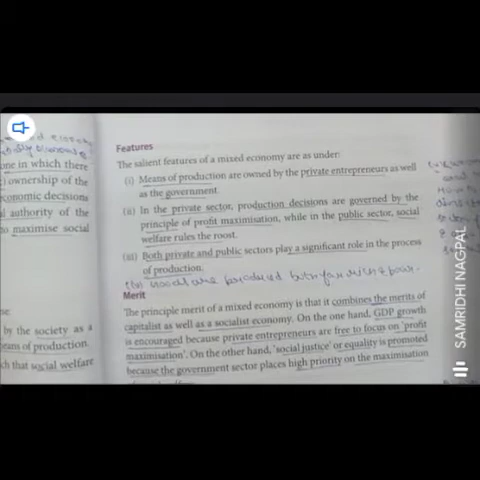 one in which there
ownership of the
conomic decisions
l authority of the
o maximise social
se
by the society as a
eans of production.
ch that social welfare
Features
The salient features of a mixed economy are as under:
(i) Means of production are owned by the private entrepreneurs as well
as the government.
(ii) In the private sector, production decisions are governed by the
principle of profit maximisation, while in the public sector, social
welfare rules the roost.
(iii) Both private and public sectors play a significant role in the process
of production.
(iv) are produced
Merit
The principle merit of a mixed economy is that it combines the merits of
capitalist as well as a socialist economy. On the one hand, GDP growth
is encouraged because private entrepreneurs are free to focus on 'profit
maximisation'. On the other hand, 'social justice' or equality is promoted
because the government sector places high priority on the maximisation
SAMRIDHI NAGPAL